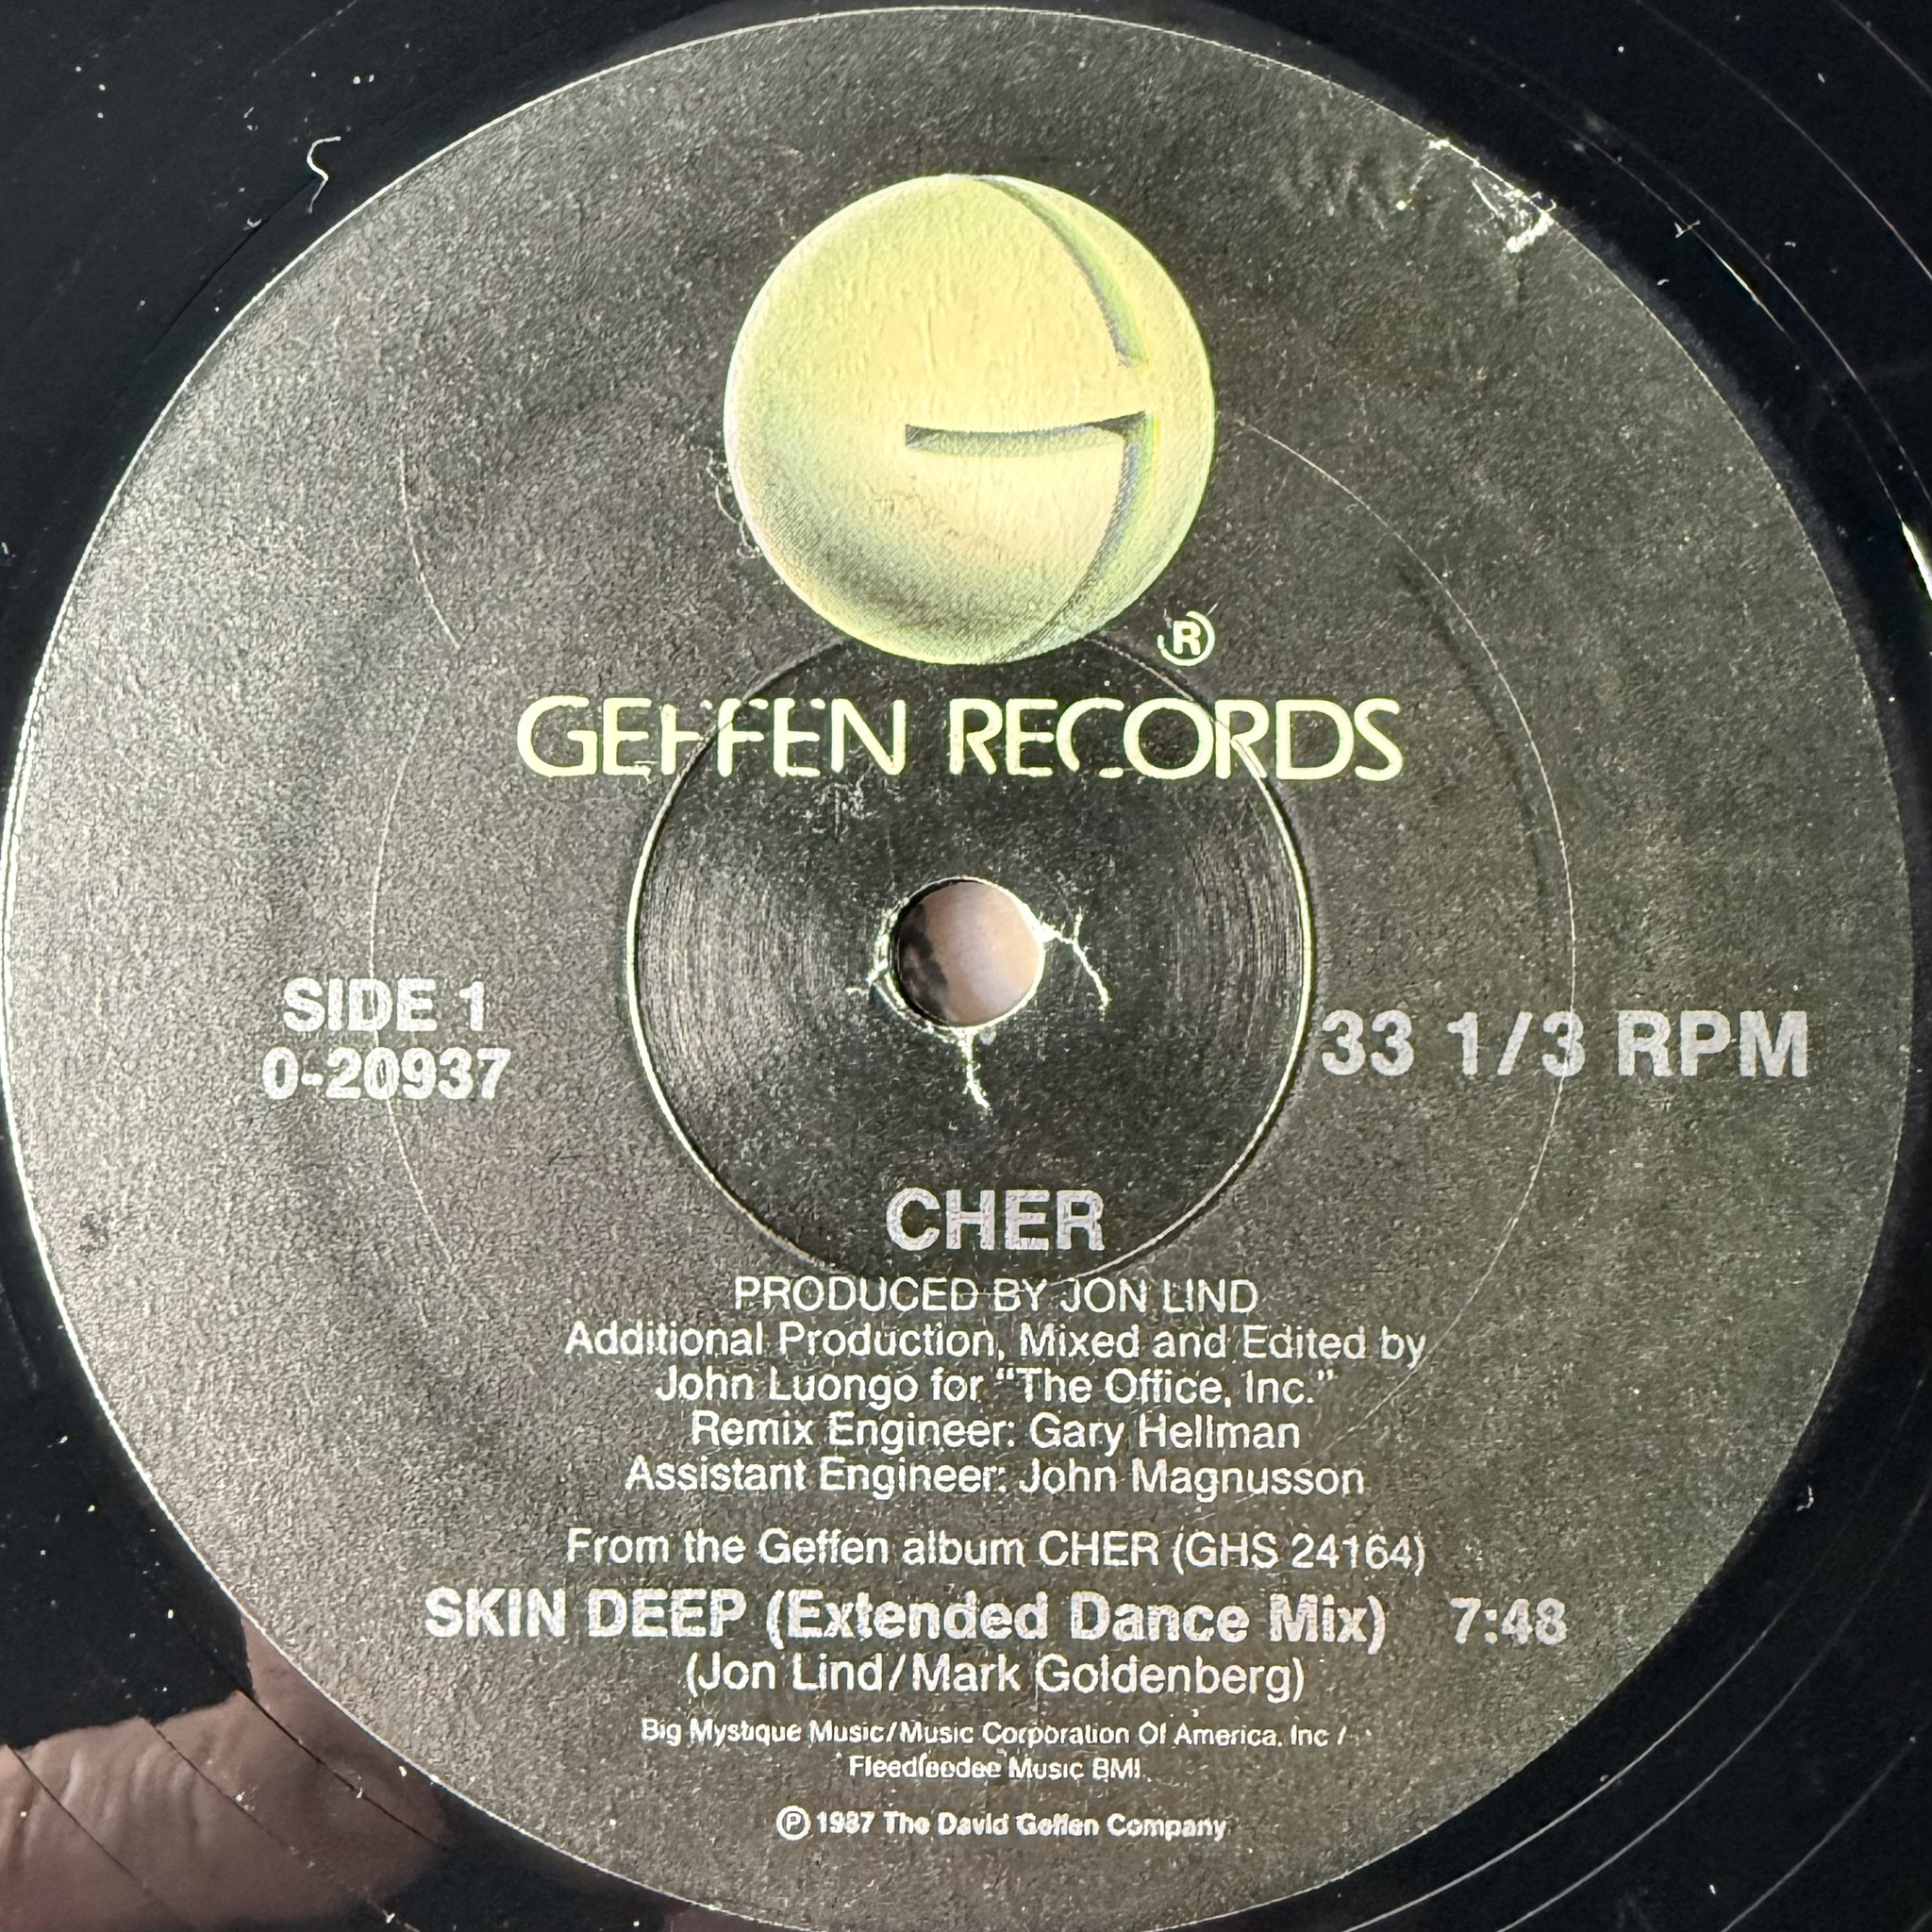 ®
GEFFEN RECORDS
SIDE 1
0-20937
33 1/3 RPM
CHER
PRODUCED BY JON LIND
Additional Production, Mixed and Edited by
John Luongo for “The Office, Inc.”
Remix Engineer: Gary Hellman
Assistant Engineer: John Magnusson
From the Geffen album CHER (GHS 24164)
SKIN DEEP (Extended Dance Mix) 7:48
(Jon Lind/Mark Goldenberg)
Big Mystique Music/Music Corporation Of America, Inc /
Fleedleedee Music BMI.
℗ 1987 The David Geffen Company